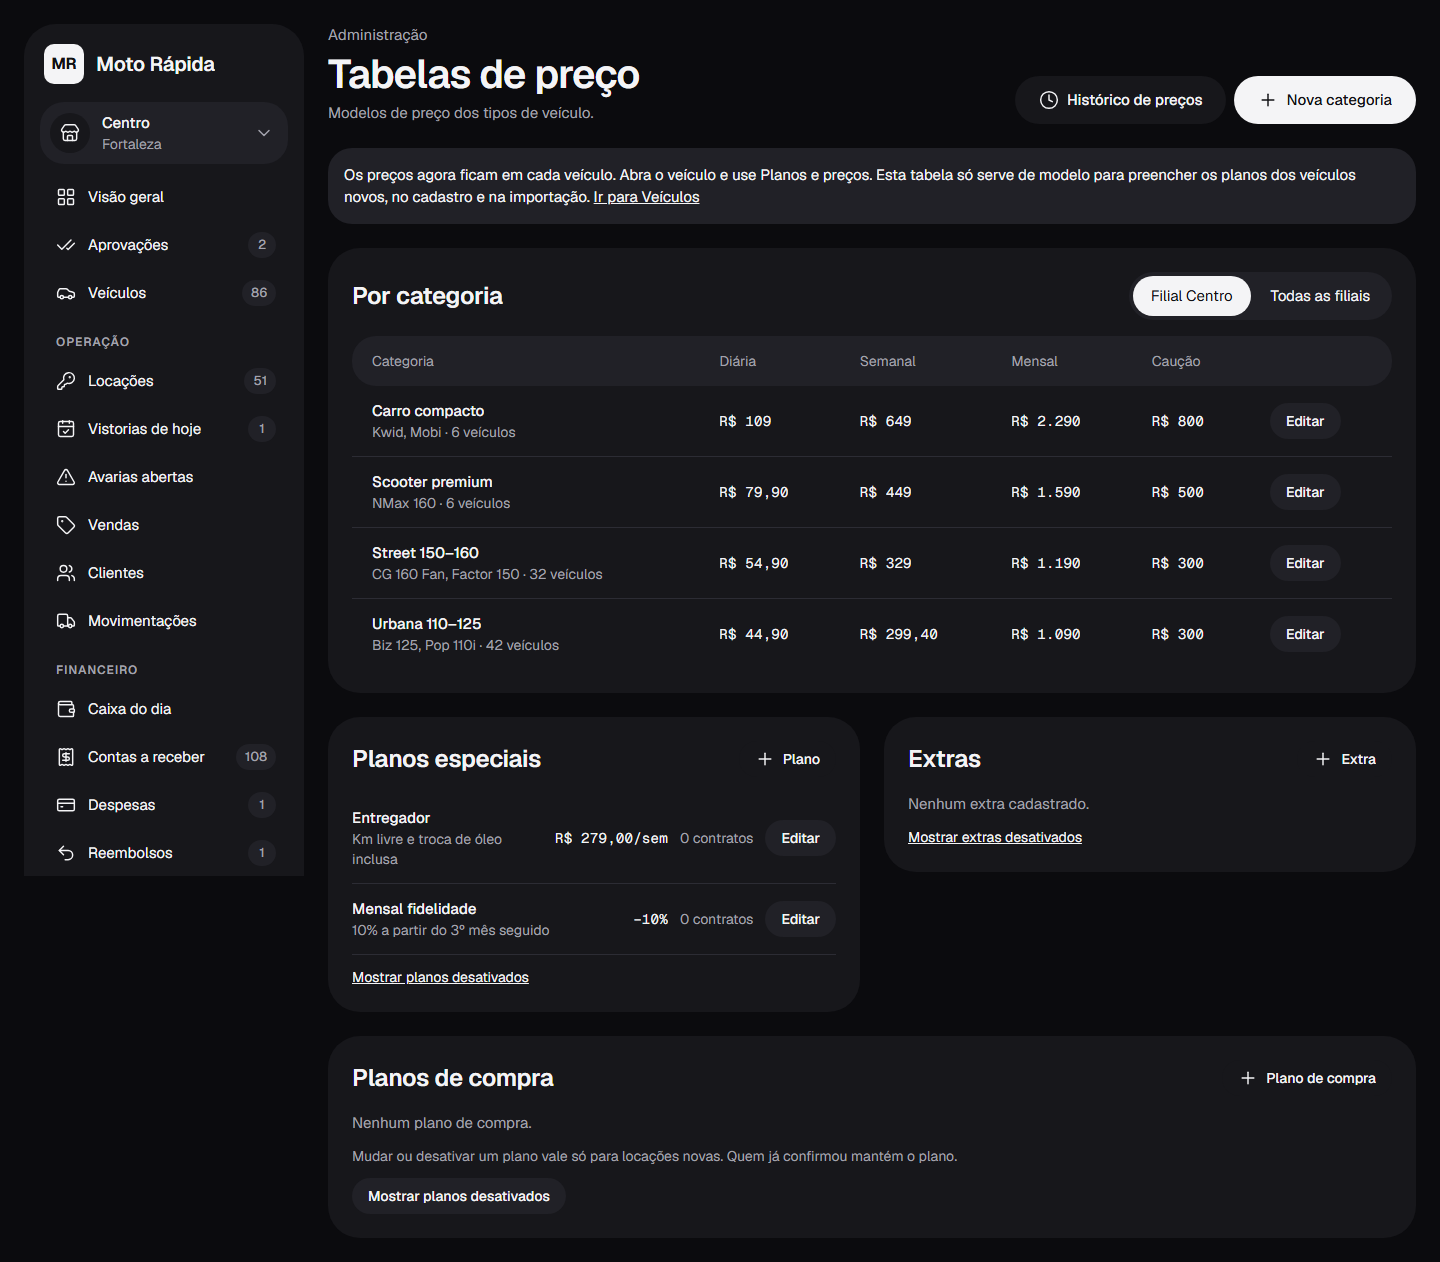 MR Moto Rápida
Centro
Fortaleza
Visão geral
Aprovações 2
Veículos 86
OPERAÇÃO
Locações 51
Vistorias de hoje 1
Avarias abertas
Vendas
Clientes
Movimentações
FINANCEIRO
Caixa do dia
Contas a receber 108
Despesas 1
Reembolsos 1
Administração
Tabelas de preço
Modelos de preço dos tipos de veículo.
Histórico de preços
Nova categoria
Os preços agora ficam em cada veículo. Abra o veículo e use Planos e preços. Esta tabela só serve de modelo para preencher os planos dos veículos
novos, no cadastro e na importação. Ir para Veículos
Por categoria
Filial Centro Todas as filiais
Categoria Diária Semanal Mensal Caução
Carro compacto
Kwid, Mobi · 6 veículos
R$ 109 R$ 649 R$ 2.290 R$ 800 Editar
Scooter premium
NMax 160 · 6 veículos
R$ 79,90 R$ 449 R$ 1.590 R$ 500 Editar
Street 150–160
CG 160 Fan, Factor 150 · 32 veículos
R$ 54,90 R$ 329 R$ 1.190 R$ 300 Editar
Urbana 110–125
Biz 125, Pop 110i · 42 veículos
R$ 44,90 R$ 299,40 R$ 1.090 R$ 300 Editar
Planos especiais
+ Plano
Entregador
Km livre e troca de óleo
inclusa
R$ 279,00/sem 0 contratos Editar
Mensal fidelidade
10% a partir do 3º mês seguido
−10% 0 contratos Editar
Mostrar planos desativados
Extras
+ Extra
Nenhum extra cadastrado.
Mostrar extras desativados
Planos de compra
+ Plano de compra
Nenhum plano de compra.
Mudar ou desativar um plano vale só para locações novas. Quem já confirmou mantém o plano.
Mostrar planos desativados